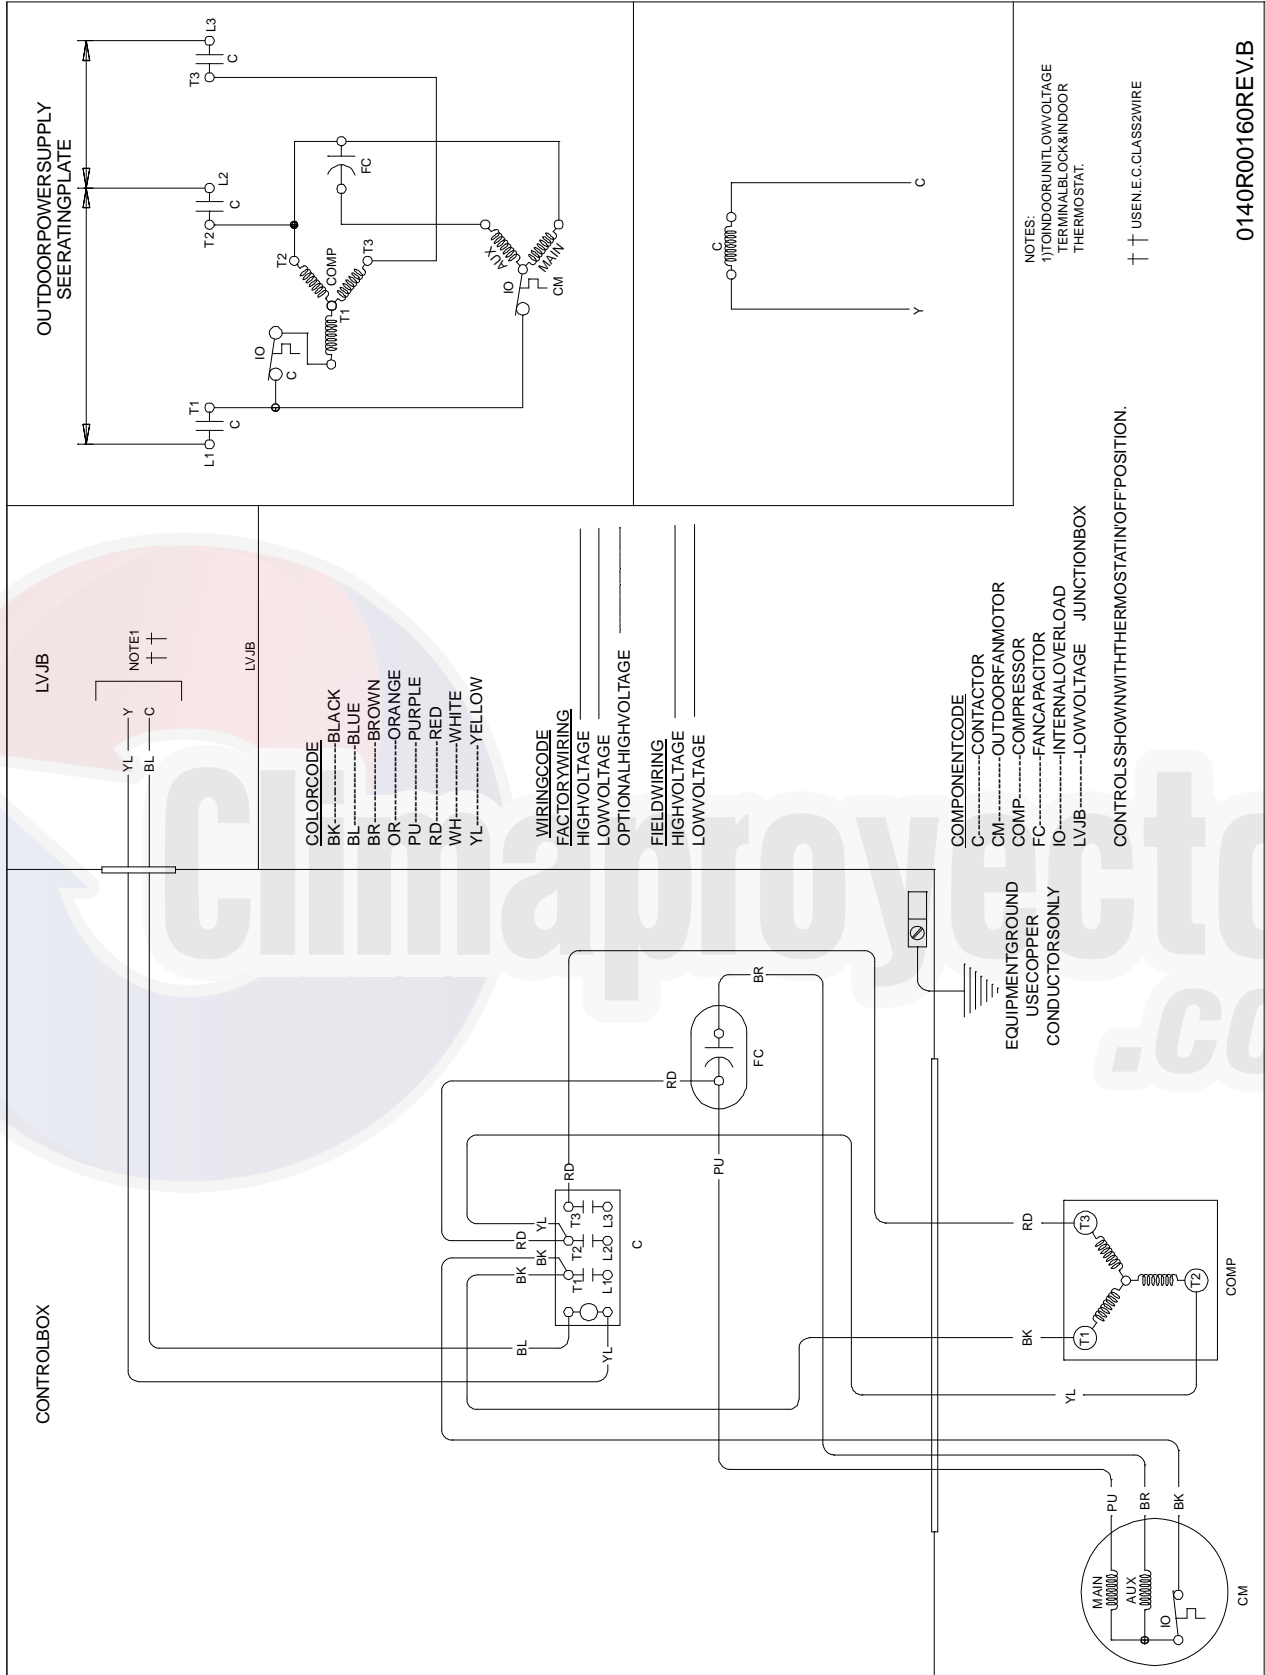 OUTDOORPOWERSUPPLY
SEERATINGPLATE
L1
T1
C
T2
L2
C
T3
L3
C
IO
C
T1
T2
COMP
T3
FC
AUX
MAIN
IO
CM
C
Y
C
NOTES:
1)TOINDOORUNITLOWVOLTAGE
TERMINALBLOCK&INDOOR
THERMOSTAT.
†† USEN.E.C.CLASS2WIRE
0140R00160REV.B
LVJB
YL
Y
BL
C
NOTE1
††
LVJB
COLORCODE
BK------BLACK
BL------BLUE
BR------BROWN
OR------ORANGE
PU------PURPLE
RD------RED
WH------WHITE
YL------YELLOW
WIRINGCODE
FACTORYWIRING
HIGHVOLTAGE
LOWVOLTAGE
OPTIONALHIGHVOLTAGE
FIELDWIRING
HIGHVOLTAGE
LOWVOLTAGE
COMPONENTCODE
C------CONTACTOR
CM------OUTDOORFANMOTOR
COMP------COMPRESSOR
FC------FANCAPACITOR
IO------INTERNALOVERLOAD
LVJB------LOWVOLTAGE JUNCTIONBOX
CONTROLSSHOWNWITHTHERMOSTATIN'OFF'POSITION.
CONTROLBOX
BL
YL
BK
BK
RD
YL
RD
T1
T2
T3
L1
L2
L3
C
RD
PU
BR
FC
EQUIPMENTGROUND
USECOPPER
CONDUCTORSONLY
PU
BR
BK
MAIN
AUX
IO
CM
YL
BK
RD
T1
T3
T2
COMP
Climaproyecto
.co